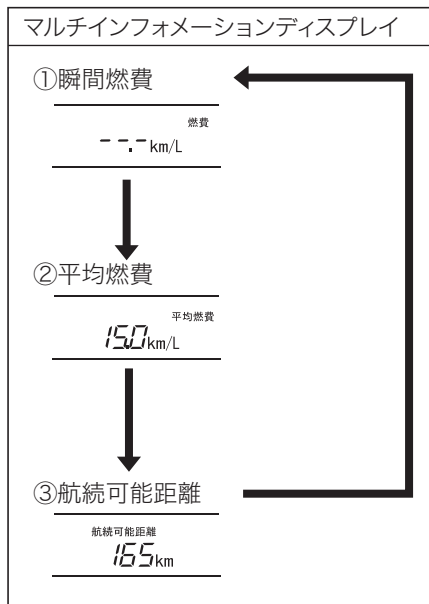 マルチインフォメーションディスプレイ
①瞬間燃費
燃費
--.-km/L
②平均燃費
平均燃費
15.0km/L
③航続可能距離
航続可能距離
165km